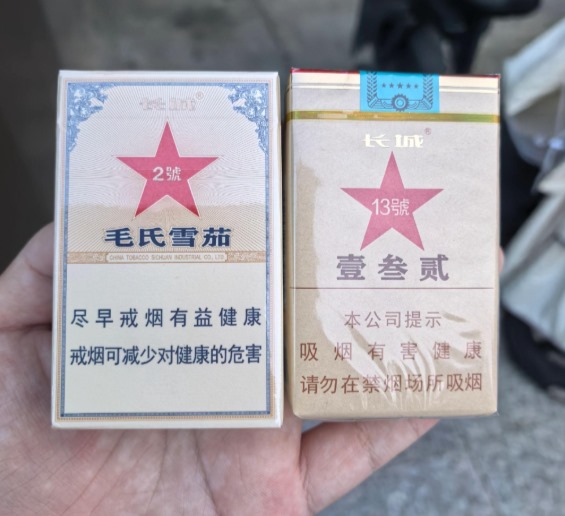 长城®
2號
毛氏雪茄
CHINA TOBACCO SICHUAN INDUSTRIAL CO., LTD
尽早戒烟有益健康
戒烟可减少对健康的危害
长城®
13號
壹叁贰
本公司提示
吸烟有害健康
请勿在禁烟场所吸烟